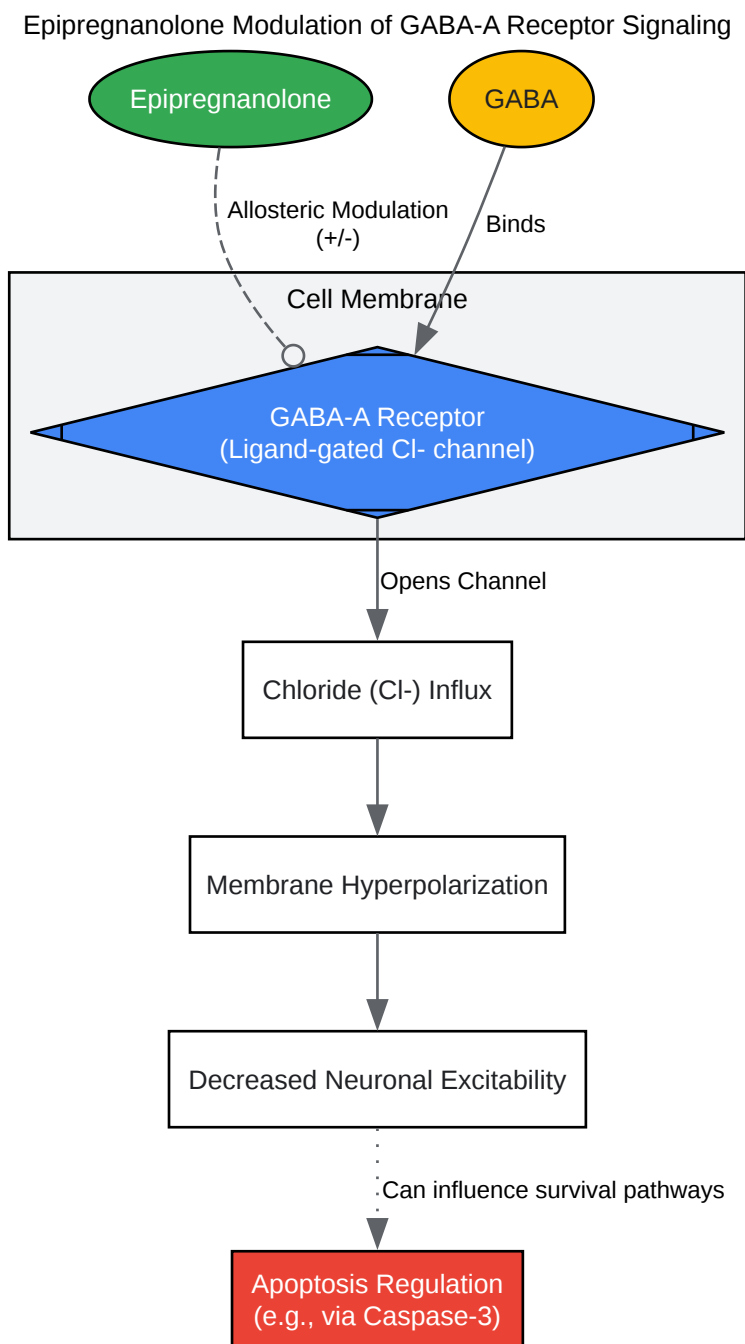 Epipregnanolone Modulation of GABA-A Receptor Signaling
Epipregnanolone
GABA
Allosteric Modulation
(+/-)
Binds
Cell Membrane
GABA-A Receptor
(Ligand-gated Cl- channel)
Opens Channel
Chloride (Cl-) Influx
Membrane Hyperpolarization
Decreased Neuronal Excitability
Can influence survival pathways
Apoptosis Regulation
(e.g., via Caspase-3)